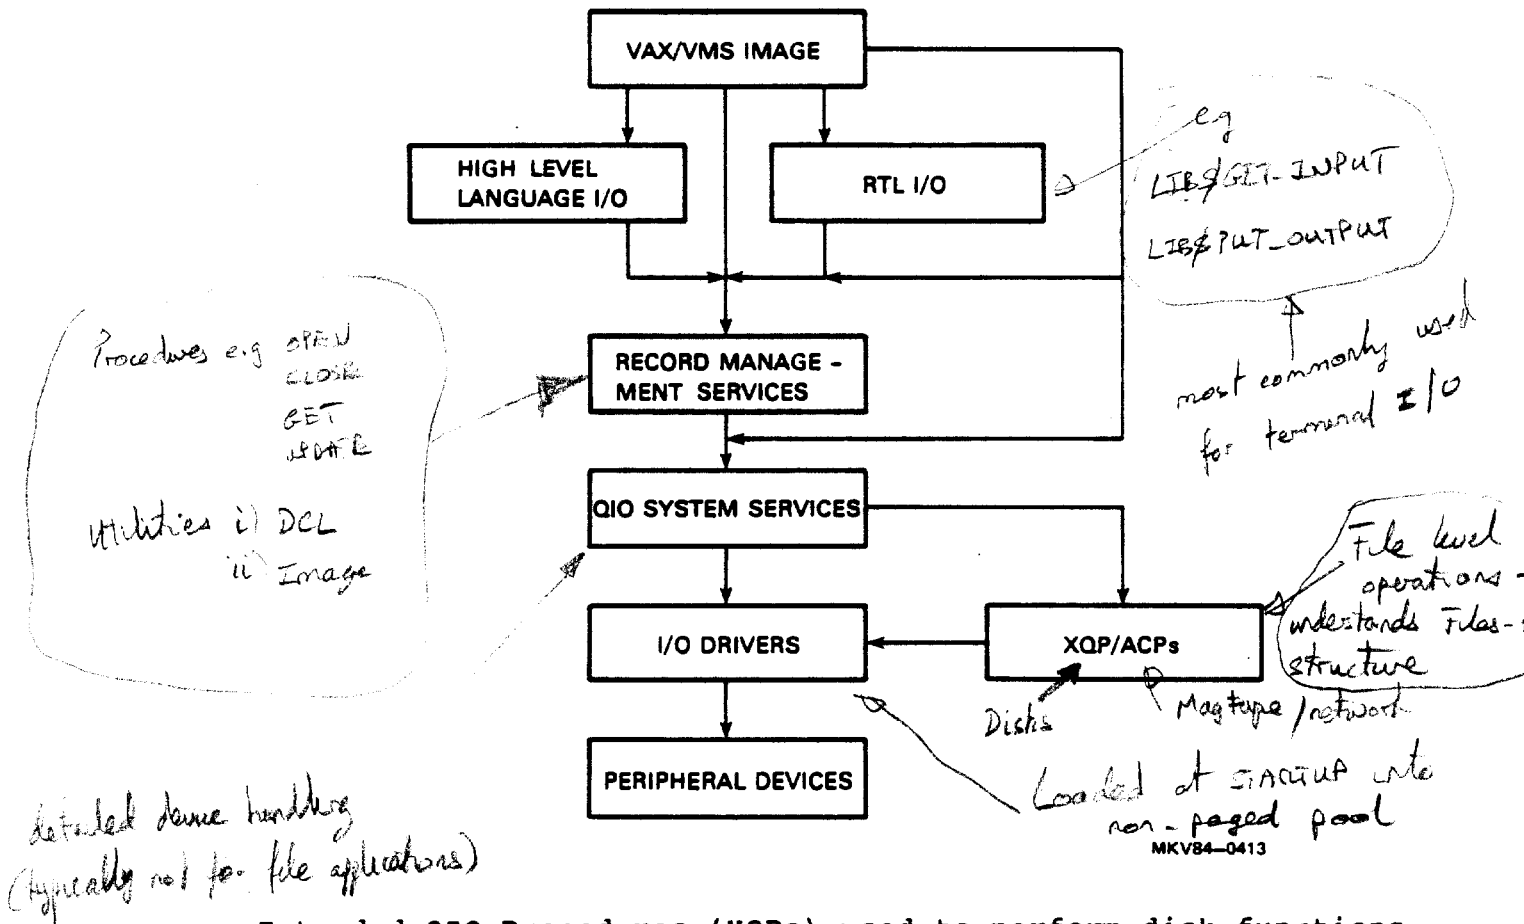 VAX/VMS IMAGE
HIGH LEVEL
LANGUAGE I/O
RTL I/O
e.g
LIB$GET_INPUT
LIB$PUT_OUTPUT
most commonly used
for terminal I/O
Procedures e.g OPEN
CLOSE
GET
UPDATE
Utilities i) DCL
ii) Image
RECORD MANAGE -
MENT SERVICES
QIO SYSTEM SERVICES
I/O DRIVERS
XQP/ACPs
File level
operations -
understands Files-
structure
Disks
Magtape/network
PERIPHERAL DEVICES
Loaded at STARTUP into
non-paged pool
MKV84-0413
detailed device handling
(typically not for file applications)